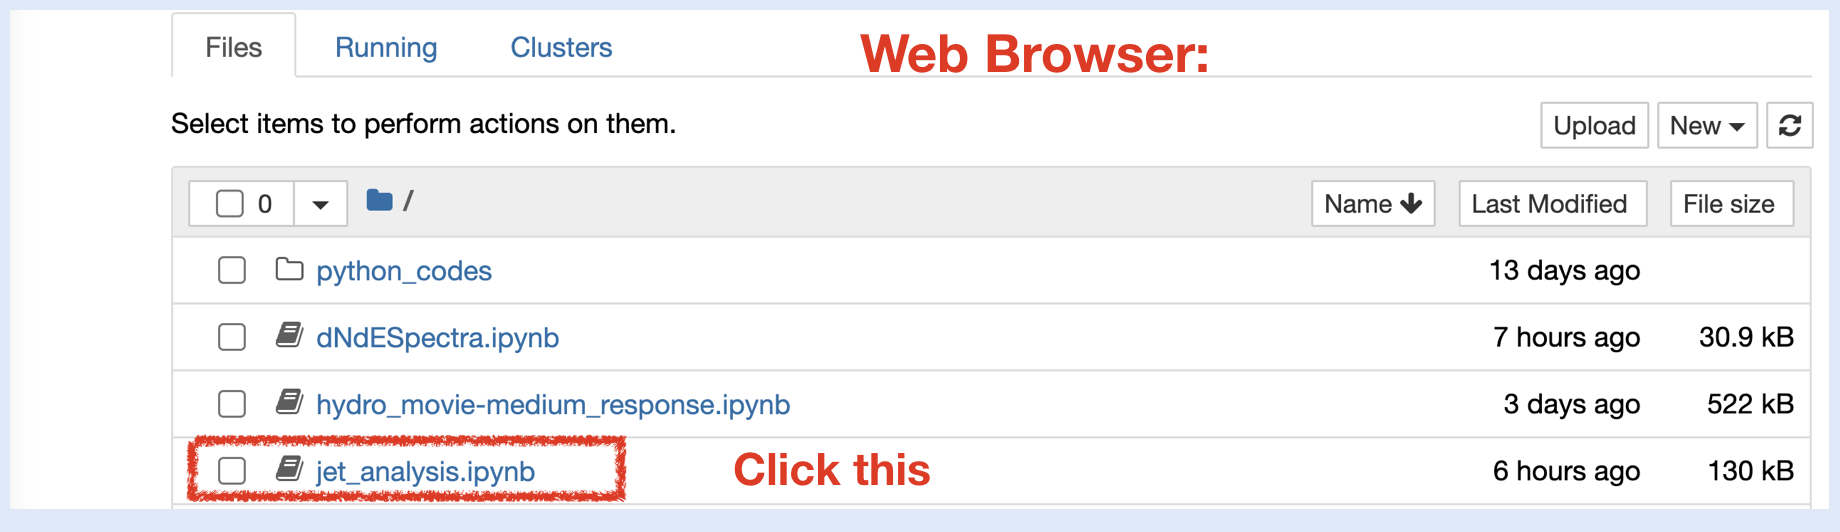 Files Running Clusters Web Browser:
Select items to perform actions on them. Upload New
0 / Name Last Modified File size
python_codes 13 days ago
dNdESpectra.ipynb 7 hours ago 30.9 kB
hydro_movie-medium_response.ipynb 3 days ago 522 kB
jet_analysis.ipynb Click this 6 hours ago 130 kB